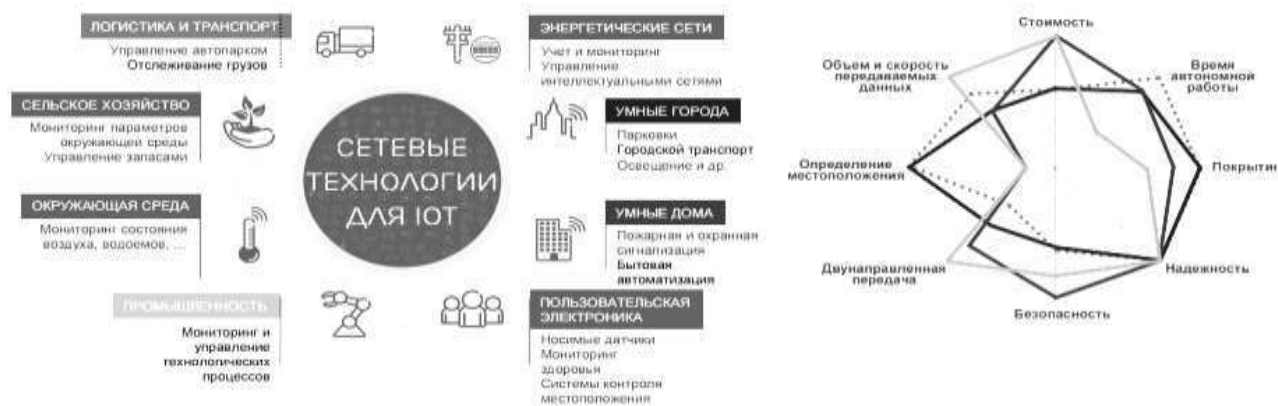 ЛОГИСТИКА И ТРАНСПОРТ
Управление автопарком
Отслеживание грузов
СЕЛЬСКОЕ ХОЗЯЙСТВО
Мониторинг параметров
окружающей среды
Управление запасами
ОКРУЖАЮЩАЯ СРЕДА
Мониторинг состояния
воздуха, водоемов, ...
ПРОМЫШЛЕННОСТЬ
Мониторинг и
управление
технологических
процессов
СЕТЕВЫЕ
ТЕХНОЛОГИИ
ДЛЯ IOT
ЭНЕРГЕТИЧЕСКИЕ СЕТИ
Учет и мониторинг
Управление
интеллектуальными сетями
УМНЫЕ ГОРОДА
Парковки
Городской транспорт
Освещение и др.
УМНЫЕ ДОМА
Пожарная и охранная
сигнализация
Бытовая
автоматизация
ПОЛЬЗОВАТЕЛЬСКАЯ
ЭЛЕКТРОНИКА
Носимые датчики
Мониторинг
здоровья
Системы контроля
местоположения
Стоимость
Объем и скорость
передаваемых
данных
Время
автономной
работы
Определение
местоположения
Покрытие
Двунаправленная
передача
Надежность
Безопасность